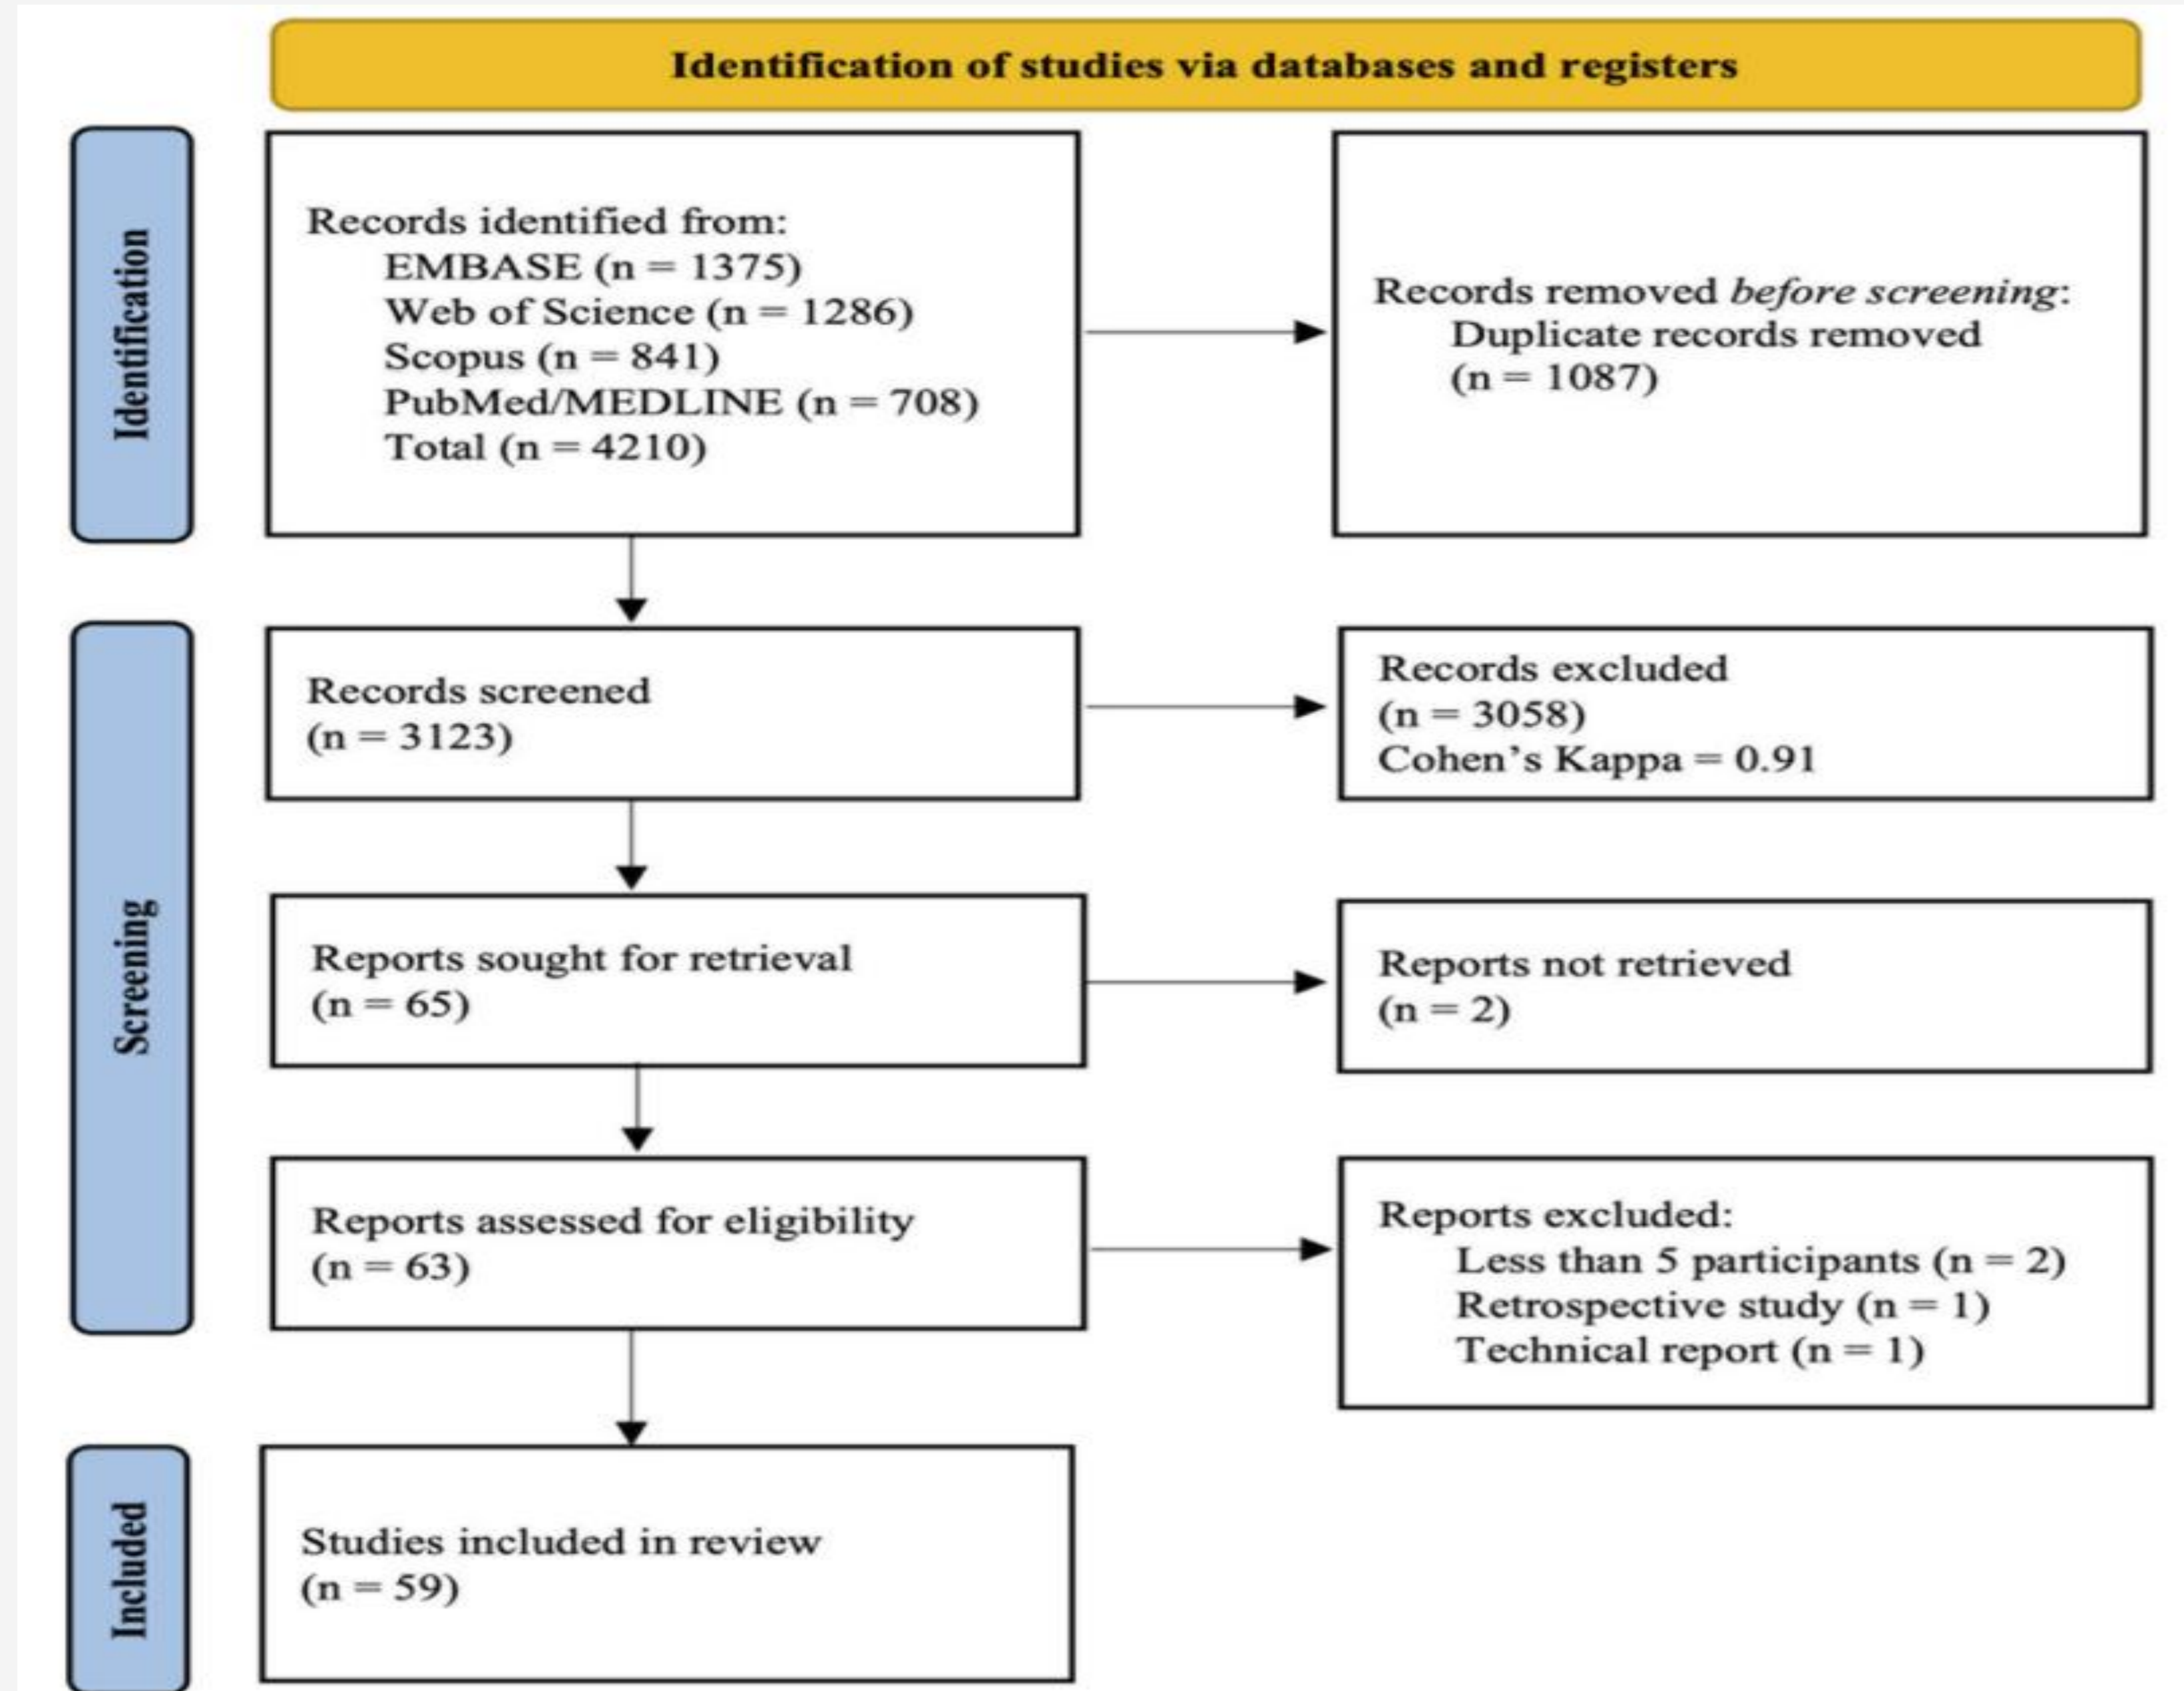 Identification of studies via databases and registers
Identification
Records identified from:
EMBASE (n = 1375)
Web of Science (n = 1286)
Scopus (n = 841)
PubMed/MEDLINE (n = 708)
Total (n = 4210)
Records removed before screening:
Duplicate records removed
(n = 1087)
Screening
Records screened
(n = 3123)
Records excluded
(n = 3058)
Cohen’s Kappa = 0.91
Reports sought for retrieval
(n = 65)
Reports not retrieved
(n = 2)
Reports assessed for eligibility
(n = 63)
Reports excluded:
Less than 5 participants (n = 2)
Retrospective study (n = 1)
Technical report (n = 1)
Included
Studies included in review
(n = 59)